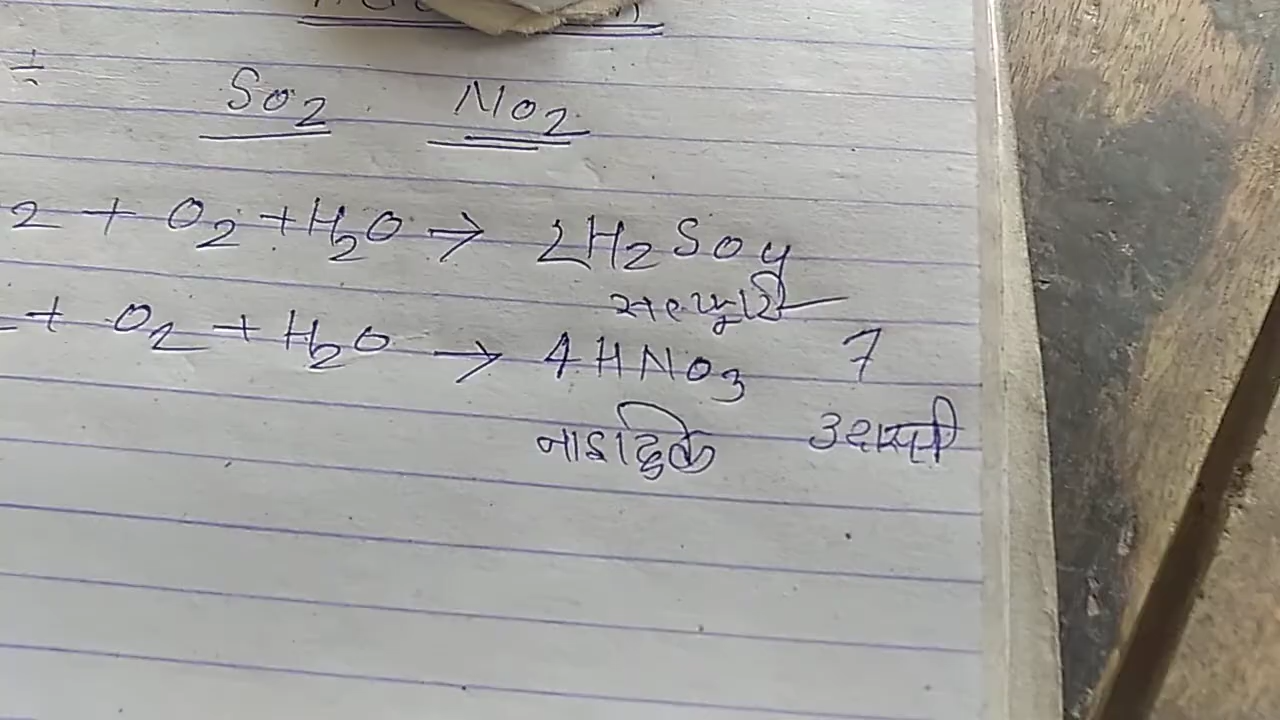 ÷ SO2 NO2
2 + O2 + H2O → 2H2SO4
सल्फ्यूरि
+ O2 + H2O → 4HNO3 7
नाइट्रिक उदासी